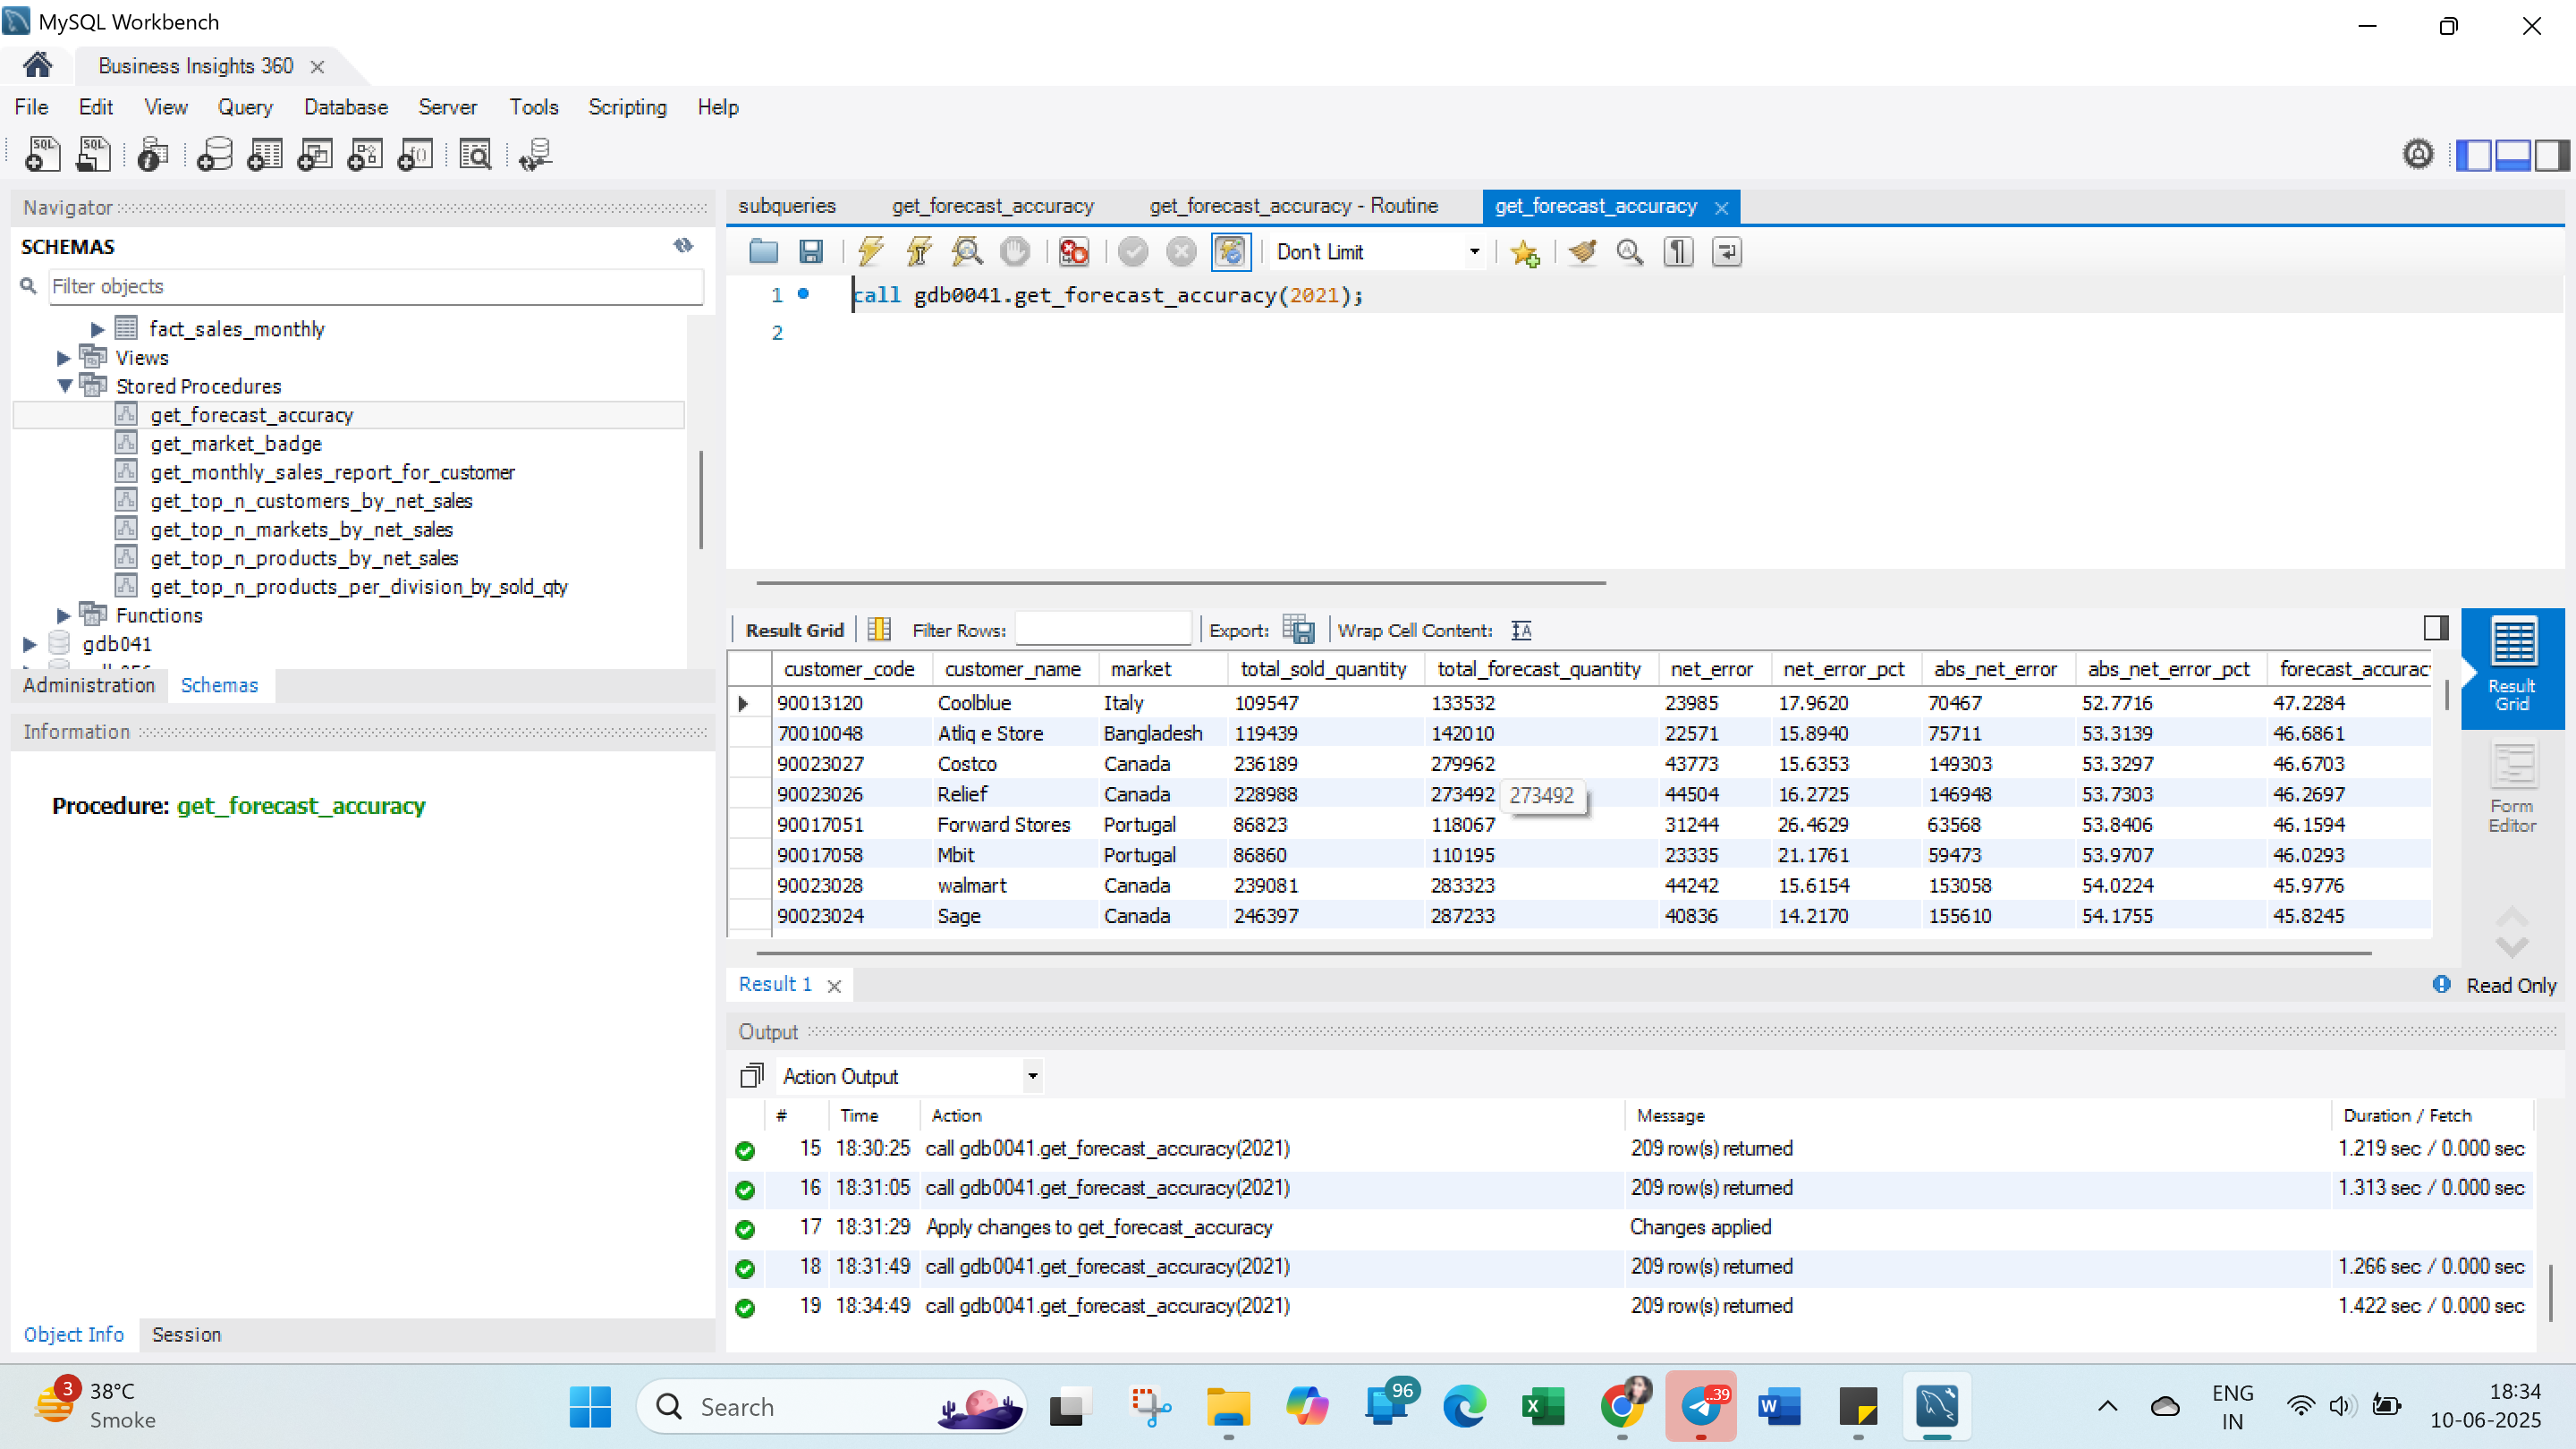 MySQL Workbench
Business Insights 360
File Edit View Query Database Server Tools Scripting Help
Navigator
SCHEMAS
Filter objects
fact_sales_monthly
Views
Stored Procedures
get_forecast_accuracy
get_market_badge
get_monthly_sales_report_for_customer
get_top_n_customers_by_net_sales
get_top_n_markets_by_net_sales
get_top_n_products_by_net_sales
get_top_n_products_per_division_by_sold_qty
Functions
gdb041
Administration Schemas
Information
Procedure: get_forecast_accuracy
Object Info Session
subqueries get_forecast_accuracy get_forecast_accuracy - Routine get_forecast_accuracy
Don't Limit
1 call gdb0041.get_forecast_accuracy(2021);
2
Result Grid Filter Rows: Export: Wrap Cell Content:
customer_code customer_name market total_sold_quantity total_forecast_quantity net_error net_error_pct abs_net_error abs_net_error_pct forecast_accurac
90013120 Coolblue Italy 109547 133532 23985 17.9620 70467 52.7716 47.2284
70010048 Atliq e Store Bangladesh 119439 142010 22571 15.8940 75711 53.3139 46.6861
90023027 Costco Canada 236189 279962 43773 15.6353 149303 53.3297 46.6703
90023026 Relief Canada 228988 273492 273492 44504 16.2725 146948 53.7303 46.2697
90017051 Forward Stores Portugal 86823 118067 31244 26.4629 63568 53.8406 46.1594
90017058 Mbit Portugal 86860 110195 23335 21.1761 59473 53.9707 46.0293
90023028 walmart Canada 239081 283323 44242 15.6154 153058 54.0224 45.9776
90023024 Sage Canada 246397 287233 40836 14.2170 155610 54.1755 45.8245
Result Grid
Form Editor
Result 1
Read Only
Output
Action Output
# Time Action Message Duration / Fetch
15 18:30:25 call gdb0041.get_forecast_accuracy(2021) 209 row(s) returned 1.219 sec / 0.000 sec
16 18:31:05 call gdb0041.get_forecast_accuracy(2021) 209 row(s) returned 1.313 sec / 0.000 sec
17 18:31:29 Apply changes to get_forecast_accuracy Changes applied
18 18:31:49 call gdb0041.get_forecast_accuracy(2021) 209 row(s) returned 1.266 sec / 0.000 sec
19 18:34:49 call gdb0041.get_forecast_accuracy(2021) 209 row(s) returned 1.422 sec / 0.000 sec
3
38°C
Smoke
Search
96
..39
ENG
IN
18:34
10-06-2025